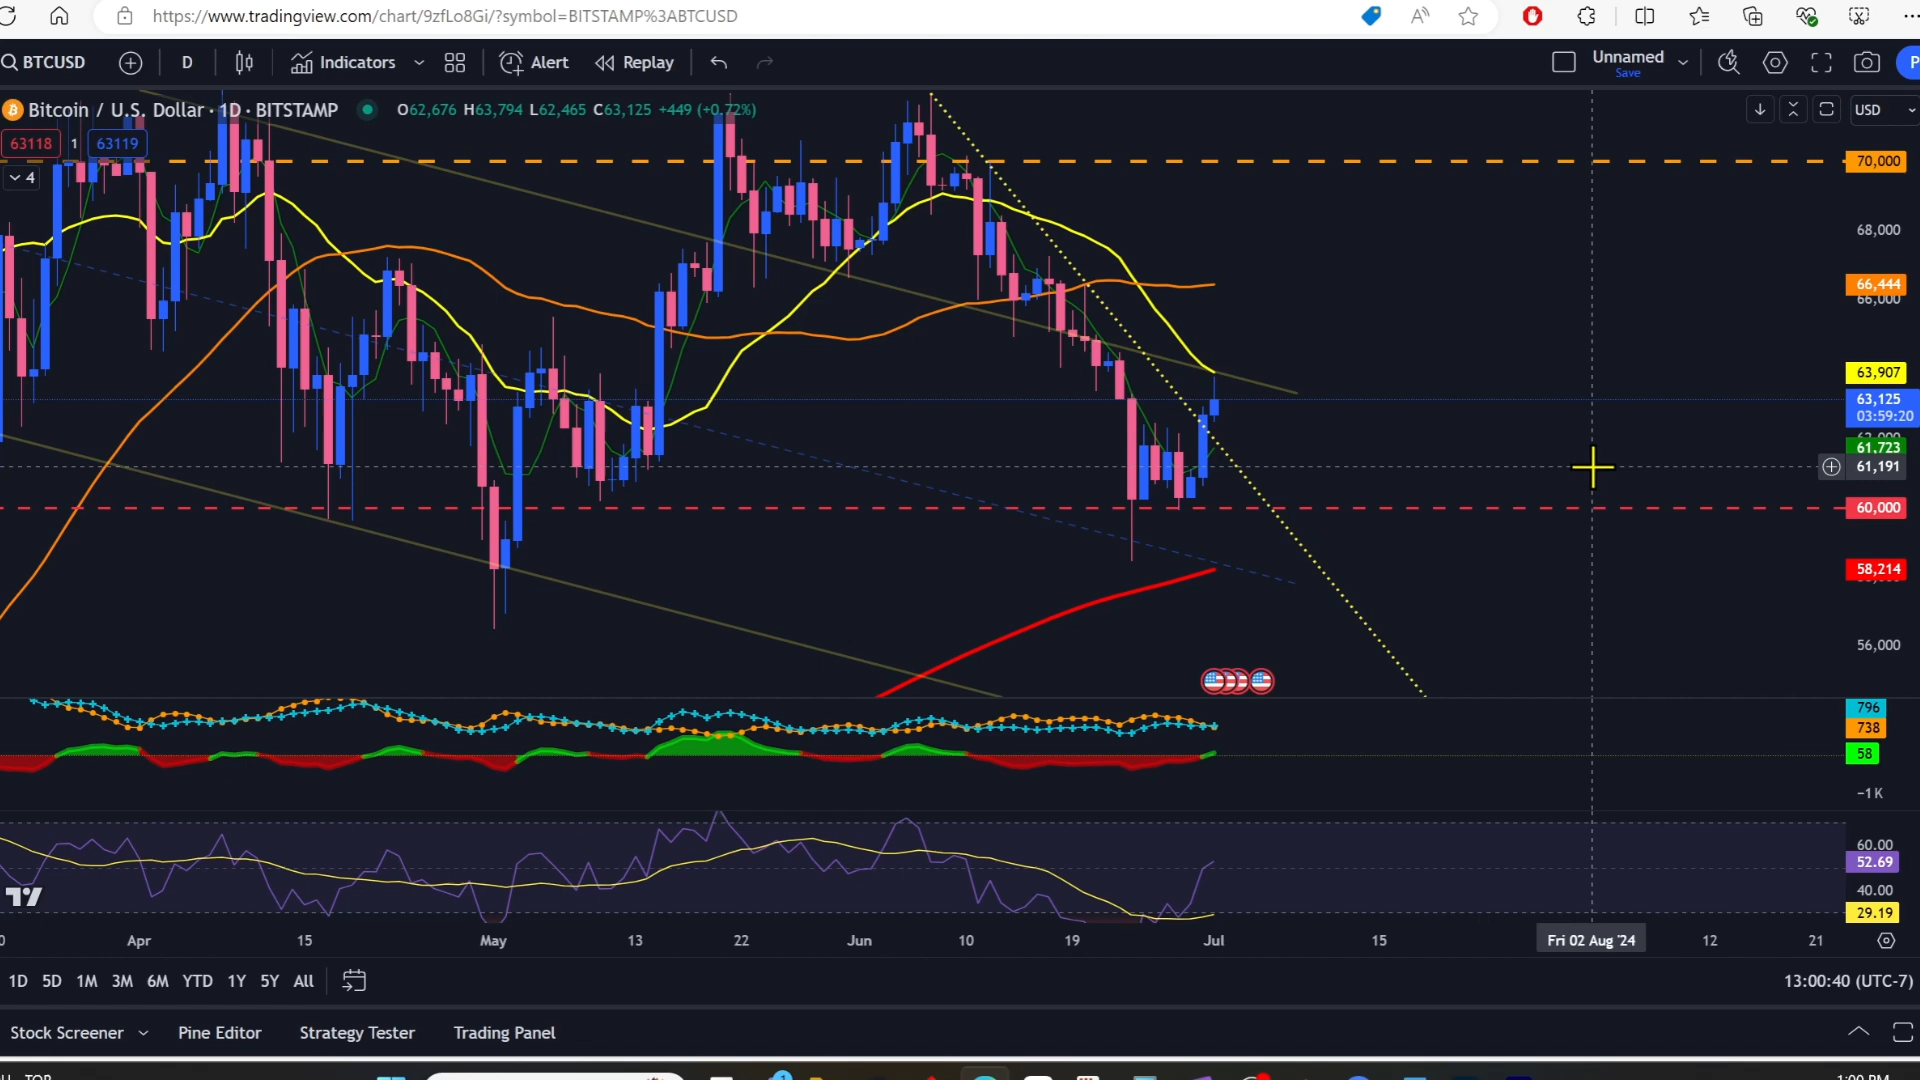 https://www.tradingview.com/chart/9zfLo8Gi/?symbol=BITSTAMP%3ABTCUSD
BTCUSD D Indicators Alert Replay Unnamed
Save
P
Bitcoin / U.S. Dollar · 1D · BITSTAMP O62,676 H63,794 L62,465 C63,125 +449 (+0.72%) USD
63118 1 63119
4
70,000
68,000
66,444
66,000
63,907
63,125
03:59:20
61,723
61,191
60,000
58,214
56,000
796
738
58
−1 K
60.00
52.69
40.00
29.19
Apr 15 May 13 22 Jun 10 19 Jul 15 Fri 02 Aug '24 12 21
1D 5D 1M 3M 6M YTD 1Y 5Y All 13:00:40 (UTC-7)
Stock Screener Pine Editor Strategy Tester Trading Panel